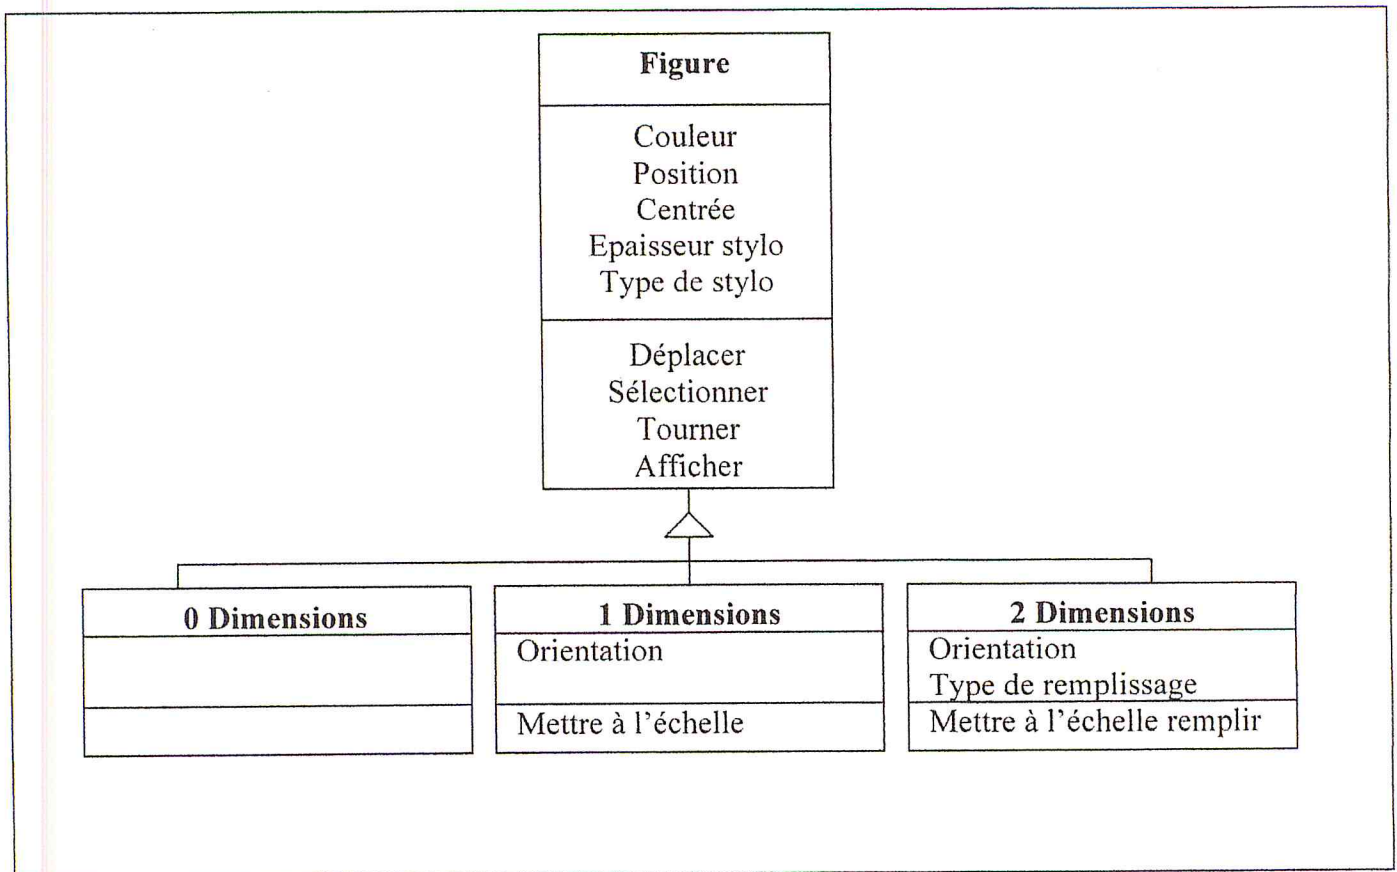 Figure
Couleur
Position
Centrée
Epaisseur stylo
Type de stylo
Déplacer
Sélectionner
Tourner
Afficher
0 Dimensions
1 Dimensions
Orientation
Mettre à l'échelle
2 Dimensions
Orientation
Type de remplissage
Mettre à l'échelle remplir